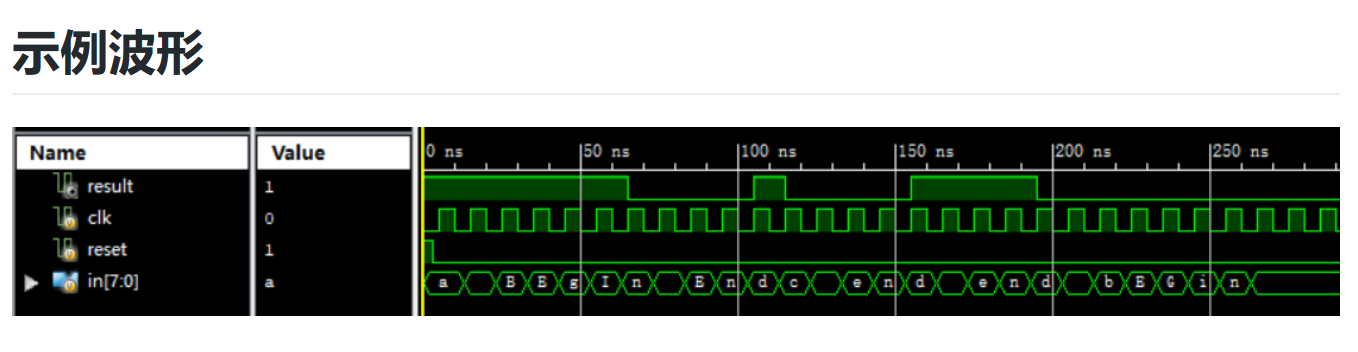 示例波形
Name Value 0 ns 50 ns 100 ns 150 ns 200 ns 250 ns
result 1
clk 0
reset 1
in[7:0] a a B E g I n E n d c e n d e n d b E G i n